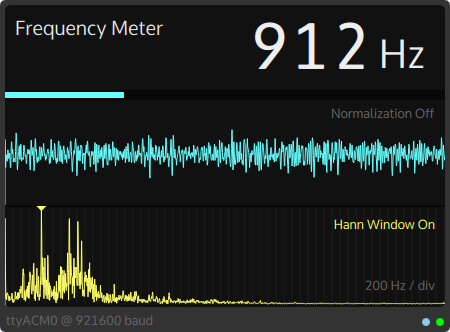 Frequency Meter
912 Hz
Normalization Off
Hann Window On
200 Hz / div
ttyACM0 @ 921600 baud